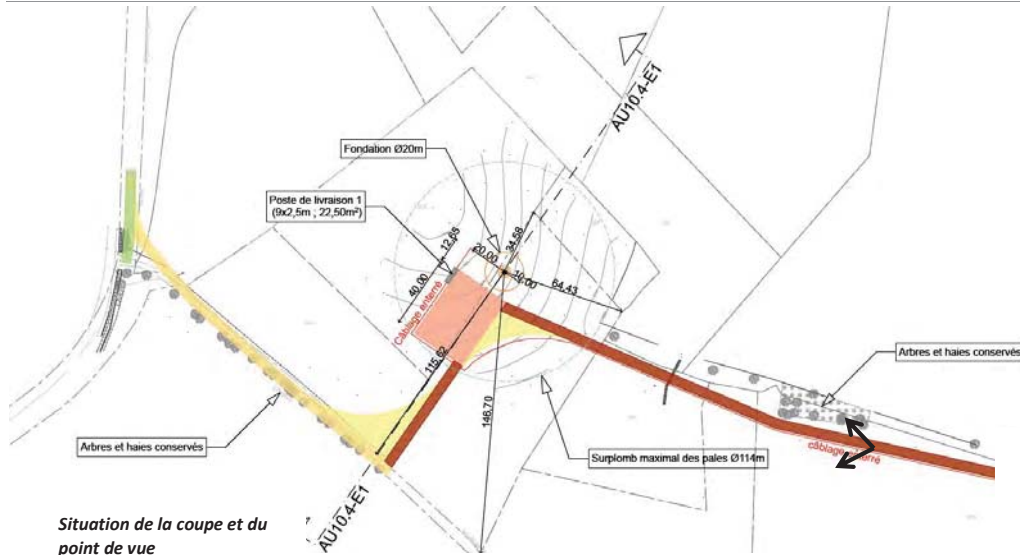 AU10.4-E1
Fondation Ø20m
Poste de livraison 1
(9x2,5m ; 22,50m²)
12,65
20,00
34,58
10,00
64,43
40,00
Câblage enterré
115,62
146,70
Arbres et haies conservés
Arbres et haies conservés
Surplomb maximal des pales Ø114m
câblage enterré
AU10.4-E1
Situation de la coupe et du
point de vue